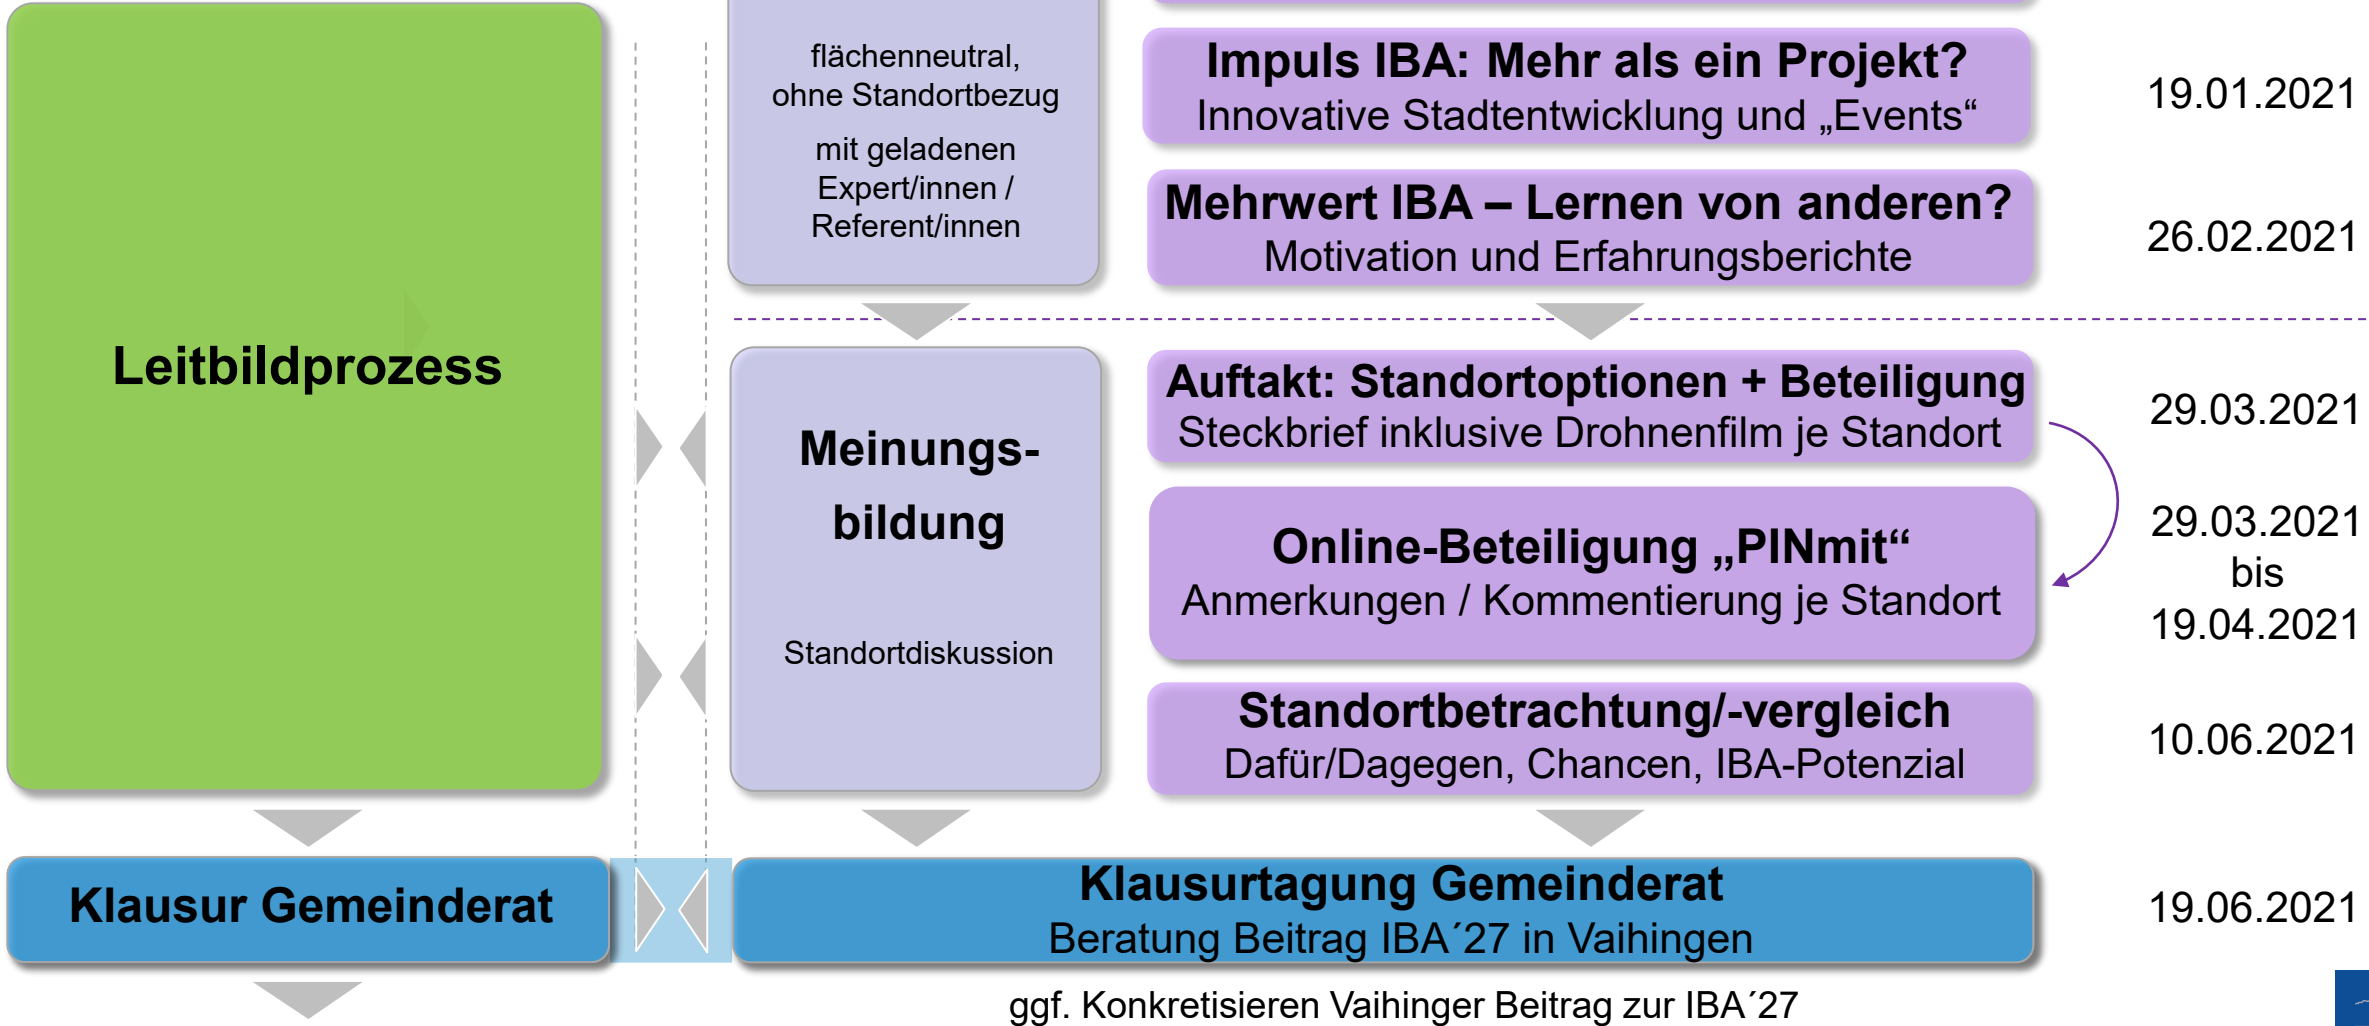 Leitbildprozess
flächenneutral,
ohne Standortbezug
mit geladenen
Expert/innen /
Referent/innen
Impuls IBA: Mehr als ein Projekt?
Innovative Stadtentwicklung und „Events“
19.01.2021
Mehrwert IBA – Lernen von anderen?
Motivation und Erfahrungsberichte
26.02.2021
Meinungs-
bildung
Standortdiskussion
Auftakt: Standortoptionen + Beteiligung
Steckbrief inklusive Drohnenfilm je Standort
29.03.2021
Online-Beteiligung „PINmit“
Anmerkungen / Kommentierung je Standort
29.03.2021
bis
19.04.2021
Standortbetrachtung/-vergleich
Dafür/Dagegen, Chancen, IBA-Potenzial
10.06.2021
Klausur Gemeinderat
Klausurtagung Gemeinderat
Beratung Beitrag IBA´27 in Vaihingen
19.06.2021
ggf. Konkretisieren Vaihinger Beitrag zur IBA´27